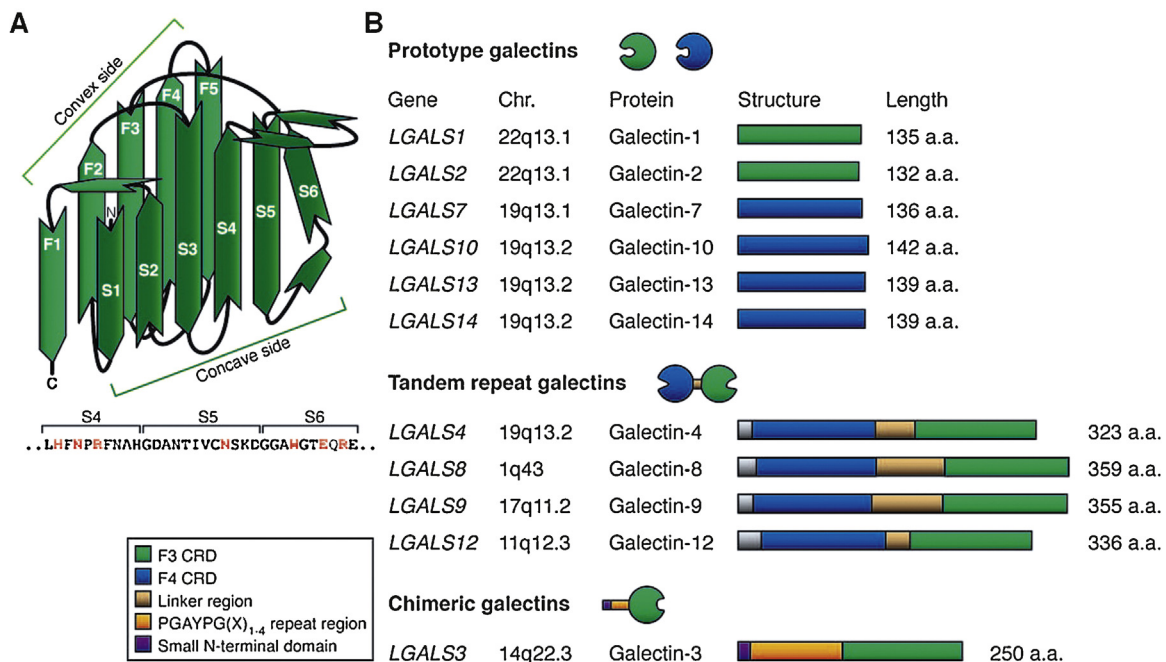 A
Convex side
F1
F2
F3
F4
F5
N
S1
S2
S3
S4
S5
S6
C
Concave side
S4 S5 S6
..LHFNPRFNAHGDANTIVCNSKDGGAWGTEQRE..
F3 CRD
F4 CRD
Linker region
PGAYPG(X)1-4 repeat region
Small N-terminal domain
B
Prototype galectins
Gene Chr. Protein Structure Length
LGALS1 22q13.1 Galectin-1 135 a.a.
LGALS2 22q13.1 Galectin-2 132 a.a.
LGALS7 19q13.1 Galectin-7 136 a.a.
LGALS10 19q13.2 Galectin-10 142 a.a.
LGALS13 19q13.2 Galectin-13 139 a.a.
LGALS14 19q13.2 Galectin-14 139 a.a.
Tandem repeat galectins
LGALS4 19q13.2 Galectin-4 323 a.a.
LGALS8 1q43 Galectin-8 359 a.a.
LGALS9 17q11.2 Galectin-9 355 a.a.
LGALS12 11q12.3 Galectin-12 336 a.a.
Chimeric galectins
LGALS3 14q22.3 Galectin-3 250 a.a.